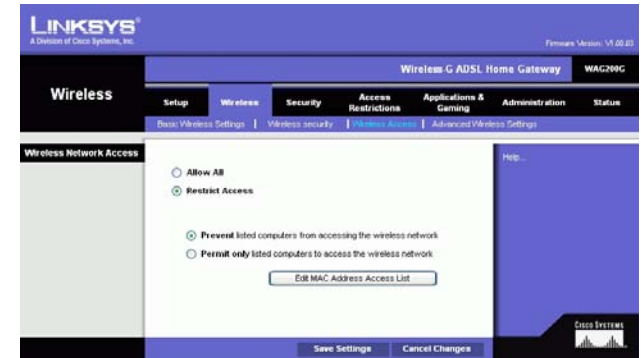 LINKSYS®
A Division of Cisco Systems, Inc.
Firmware Version: V1.00.03
Wireless-G ADSL Home Gateway WAG200G
Wireless
Setup Wireless Security Access Restrictions Applications & Gaming Administration Status
Basic Wireless Settings | Wireless security | Wireless Access | Advanced Wireless Settings
Wireless Network Access
Help...
Allow All
Restrict Access
Prevent listed computers from accessing the wireless network
Permit only listed computers to access the wireless network
Edit MAC Address Access List
Save Settings Cancel Changes
CISCO SYSTEMS